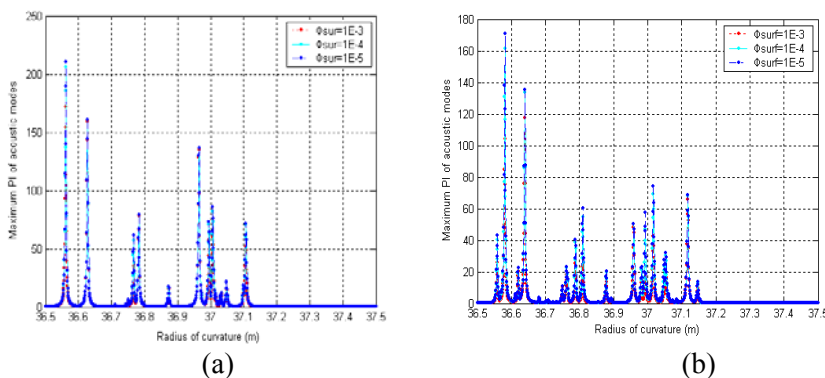 250
200
150
100
50
0
Maximum PI of acoustic modes
Φsur=1E-3
Φsur=1E-4
Φsur=1E-5
36.5 36.6 36.7 36.8 36.9 37 37.1 37.2 37.3 37.4 37.5
Radius of curvature (m)
(a)
180
160
140
120
100
80
60
40
20
0
Maximum PI of acoustic modes
Φsurf=1E-3
Φsurf=1E-4
Φsurf=1E-5
36.5 36.6 36.7 36.8 36.9 37 37.1 37.2 37.3 37.4 37.5
Radius of curvature (m)
(b)